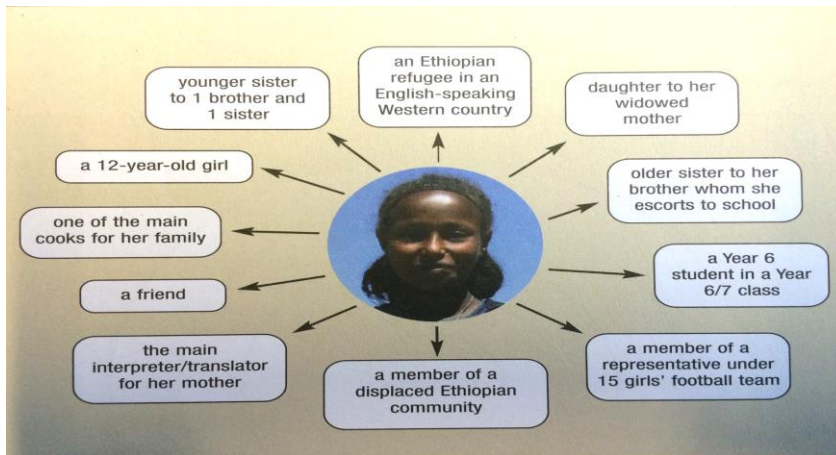 an Ethiopian
refugee in an
English-speaking
Western country
daughter to her
widowed
mother
older sister to her
brother whom she
escorts to school
a Year 6
student in a Year
6/7 class
a member of a
representative under
15 girls' football team
a member of a
displaced Ethiopian
community
the main
interpreter/translator
for her mother
a friend
one of the main
cooks for her family
a 12-year-old girl
younger sister
to 1 brother and
1 sister